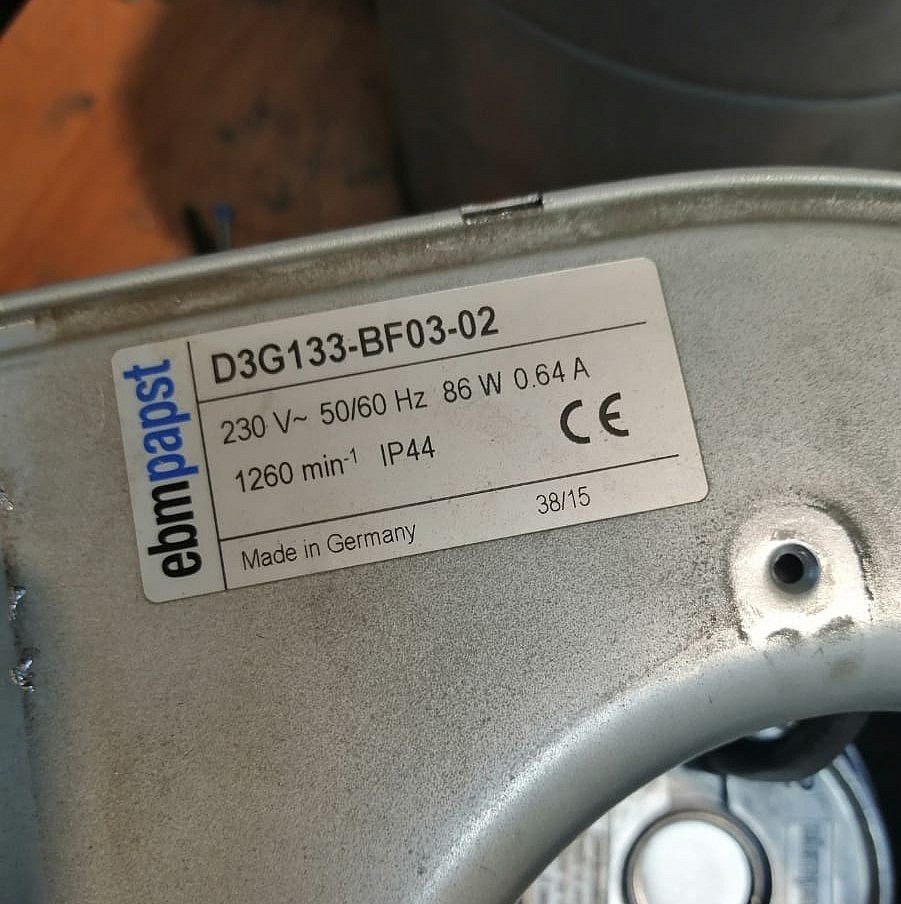 ebmpapst
D3G133-BF03-02
230 V~ 50/60 Hz 86 W 0.64 A
1260 min-1 IP44
CE
Made in Germany 38/15